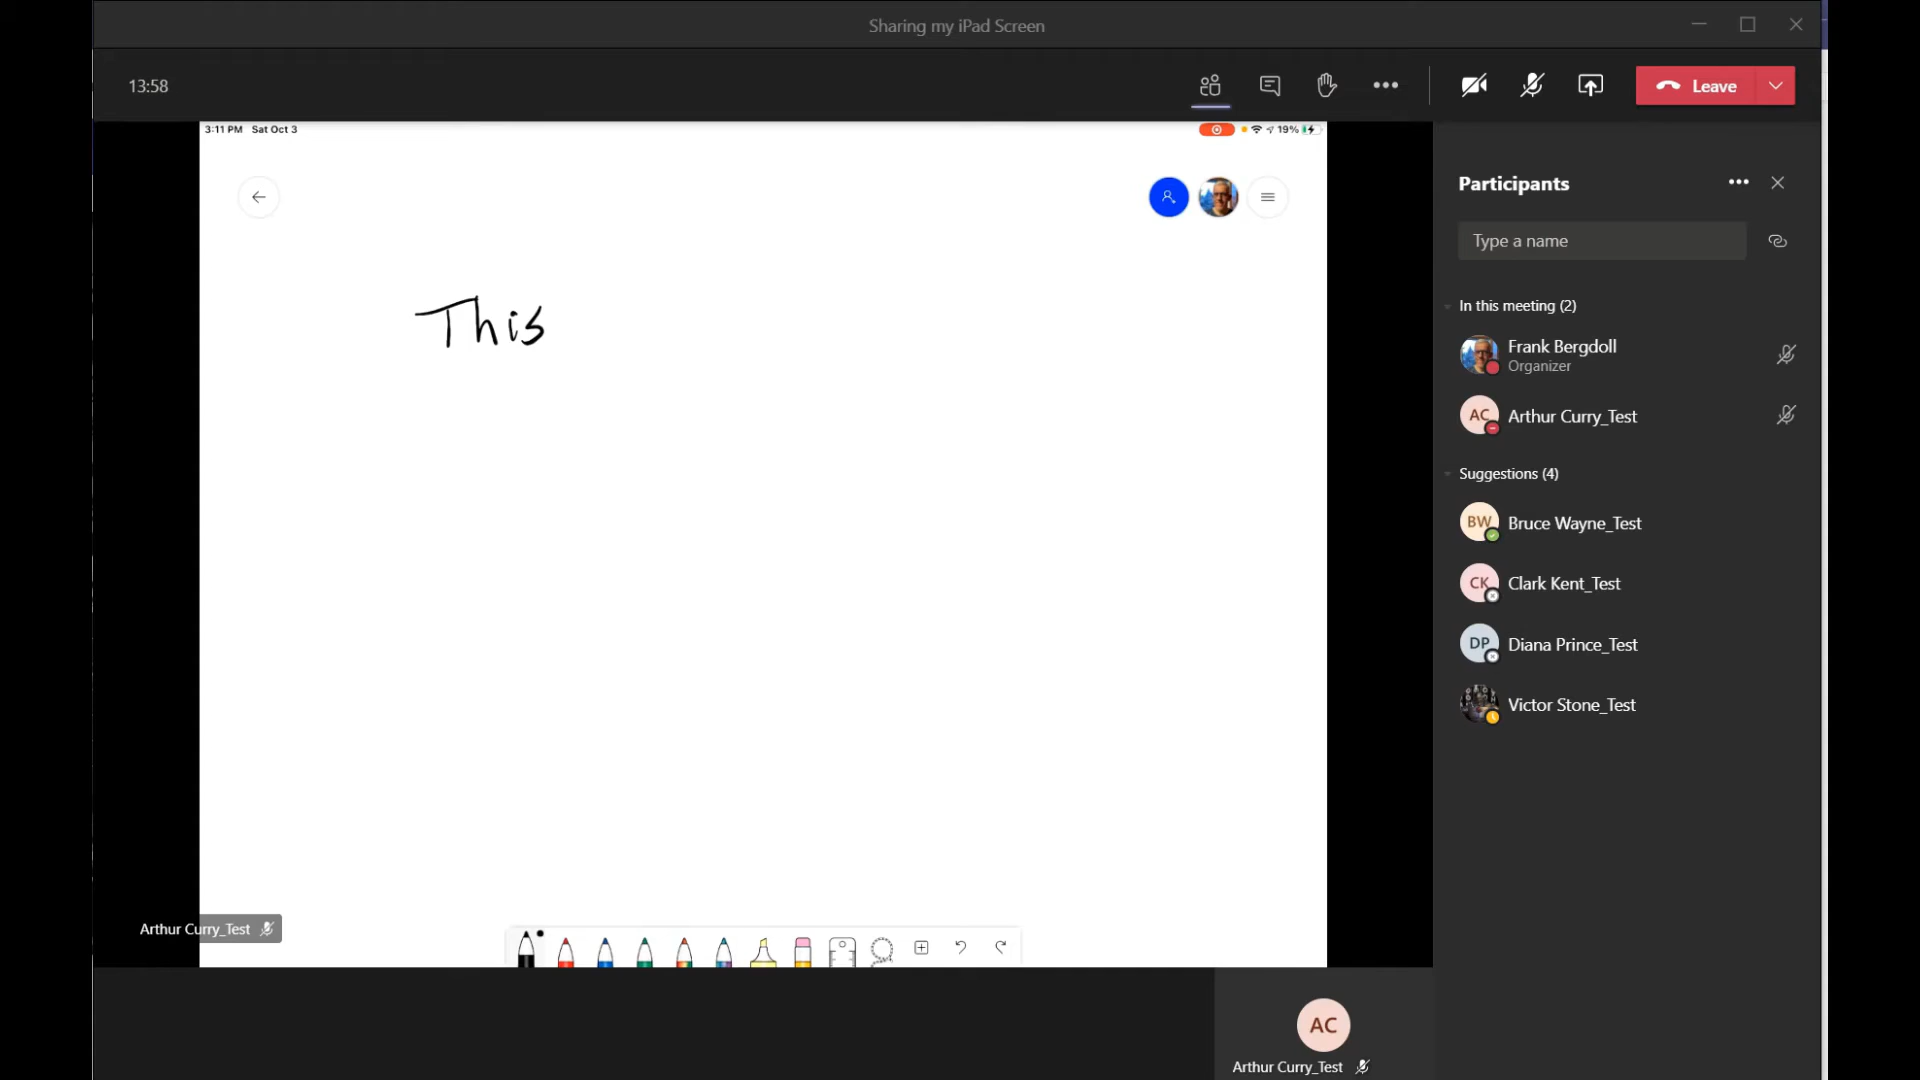 Sharing my iPad Screen
13:58
Leave
3:11 PM Sat Oct 3
19%
This
Participants
Type a name
In this meeting (2)
Frank Bergdoll
Organizer
AC Arthur Curry_Test
Suggestions (4)
BW Bruce Wayne_Test
CK Clark Kent_Test
DP Diana Prince_Test
Victor Stone_Test
Arthur Curry_Test
AC
Arthur Curry_Test